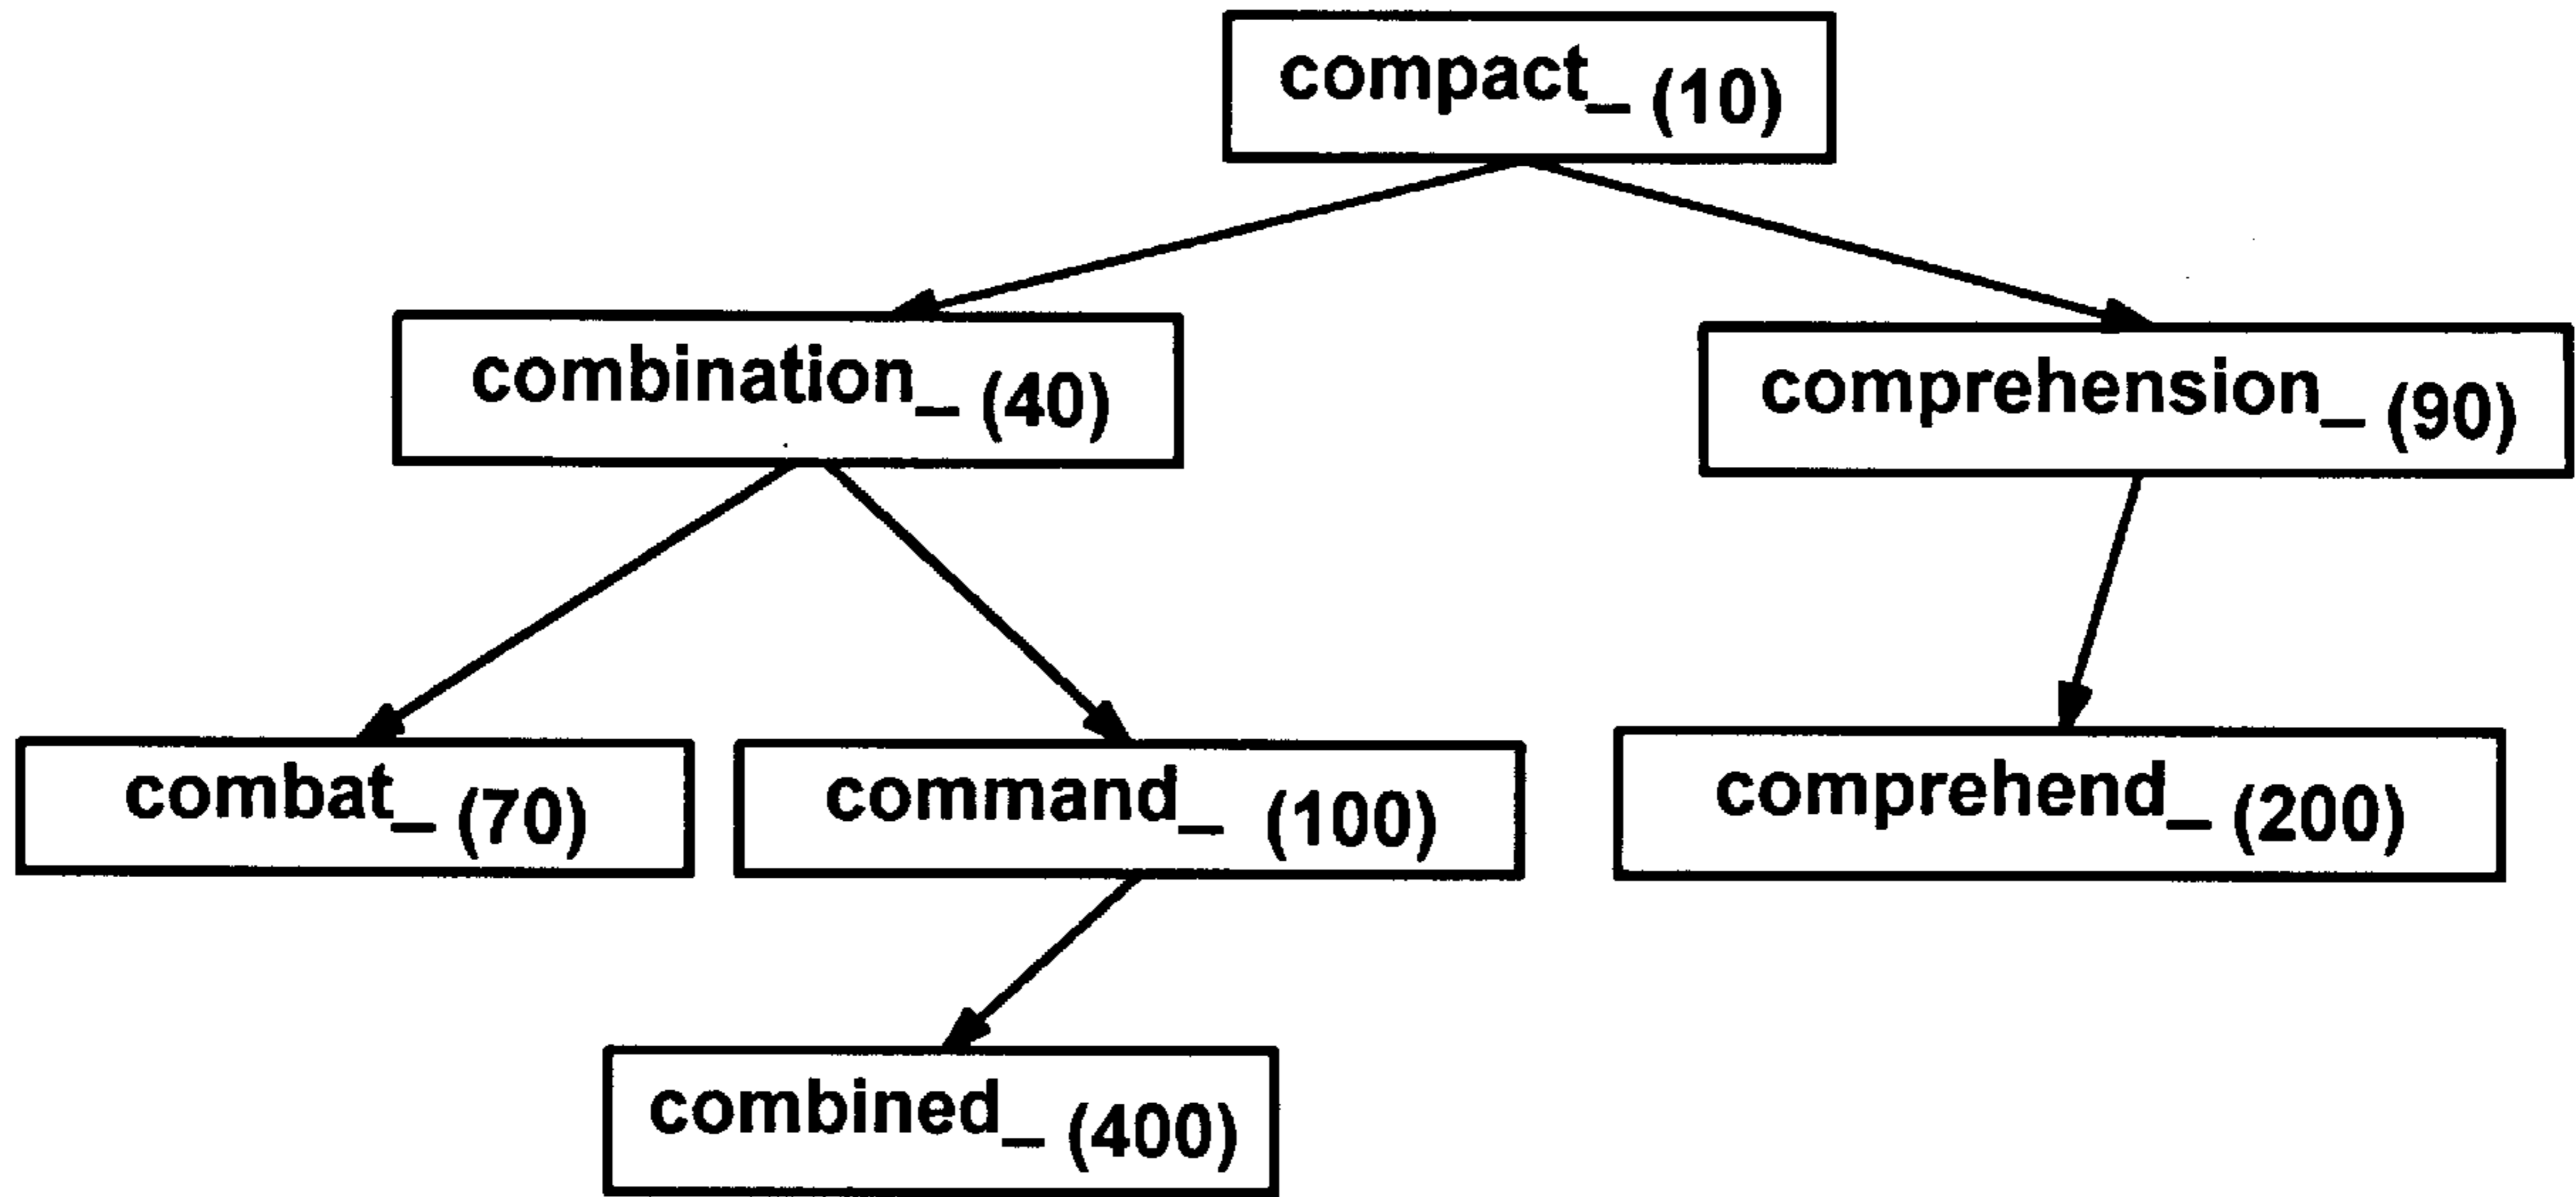 compact_ (10)
combination_ (40)
comprehension_ (90)
combat_ (70)
command_ (100)
comprehend_ (200)
combined_ (400)